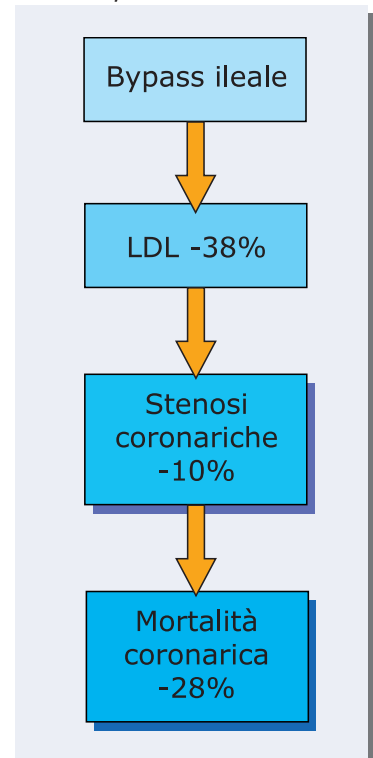 Bypass ileale
LDL -38%
Stenosi
coronariche
-10%
Mortalità
coronarica
-28%